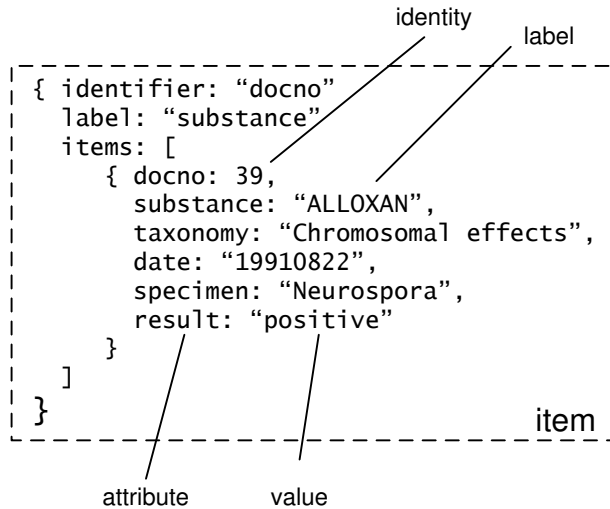 identity
label
{ identifier: “docno”
label: “substance”
items: [
{ docno: 39,
substance: “ALLOXAN”,
taxonomy: “Chromosomal effects”,
date: “19910822”,
specimen: “Neurospora”,
result: “positive”
}
]
}
item
attribute value